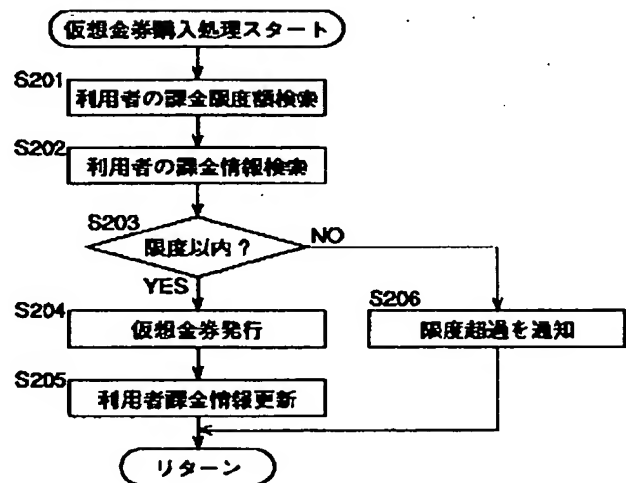 仮想金券購入処理スタート
S201
利用者の課金限度額検索
S202
利用者の課金情報検索
S203
限度以内?
NO
YES
S204
仮想金券発行
S206
限度超過を通知
S205
利用者課金情報更新
リターン